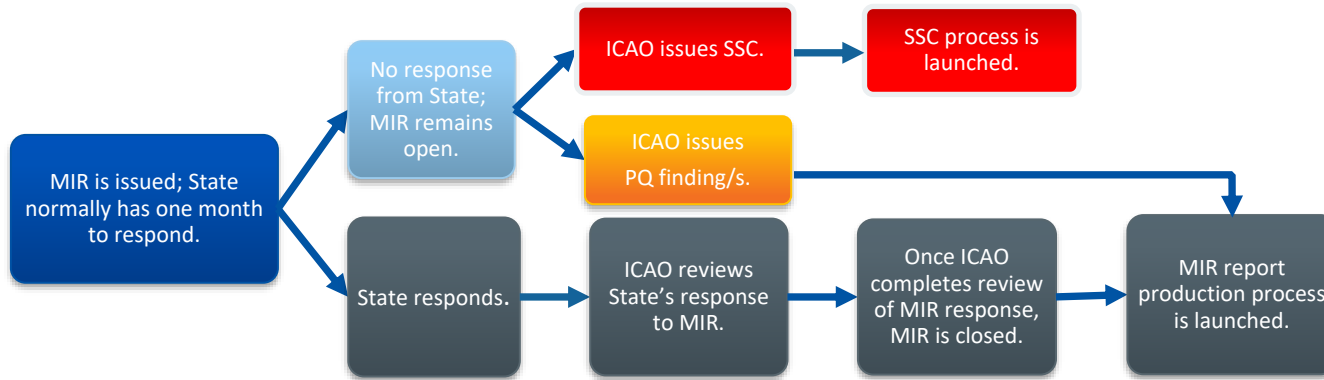 MIR is issued; State
normally has one month
to respond.
No response
from State;
MIR remains
open.
ICAO issues SSC.
SSC process is
launched.
ICAO issues
PQ finding/s.
State responds.
ICAO reviews
State’s response
to MIR.
Once ICAO
completes review
of MIR response,
MIR is closed.
MIR report
production process
is launched.